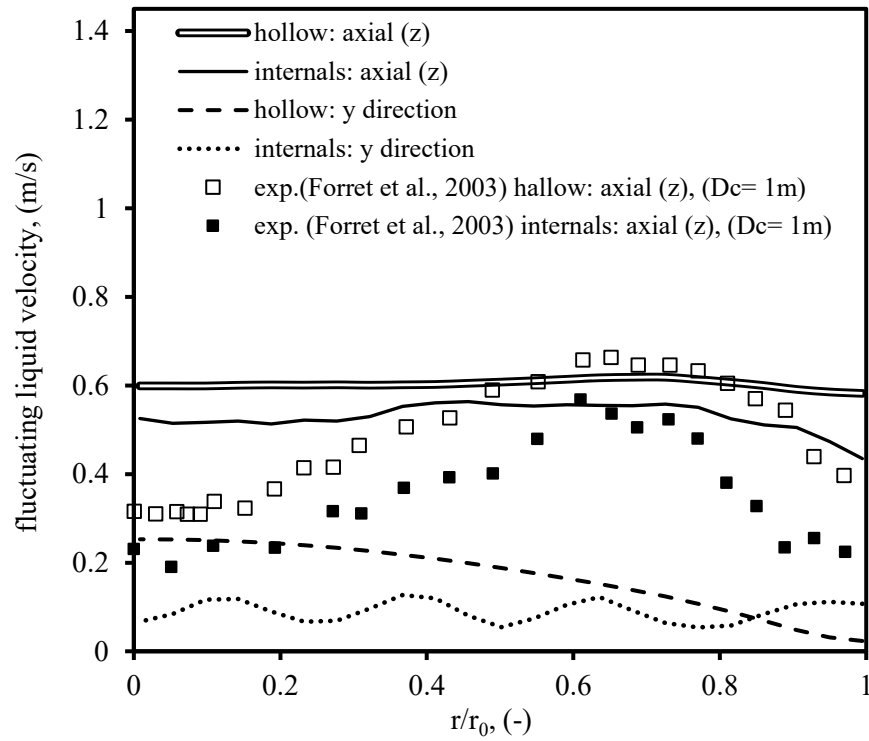 1.4
1.2
1
0.8
0.6
0.4
0.2
0
fluctuating liquid velocity, (m/s)
hollow: axial (z)
internals: axial (z)
hollow: y direction
internals: y direction
exp.(Forret et al., 2003) hallow: axial (z), (Dc= 1m)
exp. (Forret et al., 2003) internals: axial (z), (Dc= 1m)
0 0.2 0.4 0.6 0.8 1
r/r₀, (-)